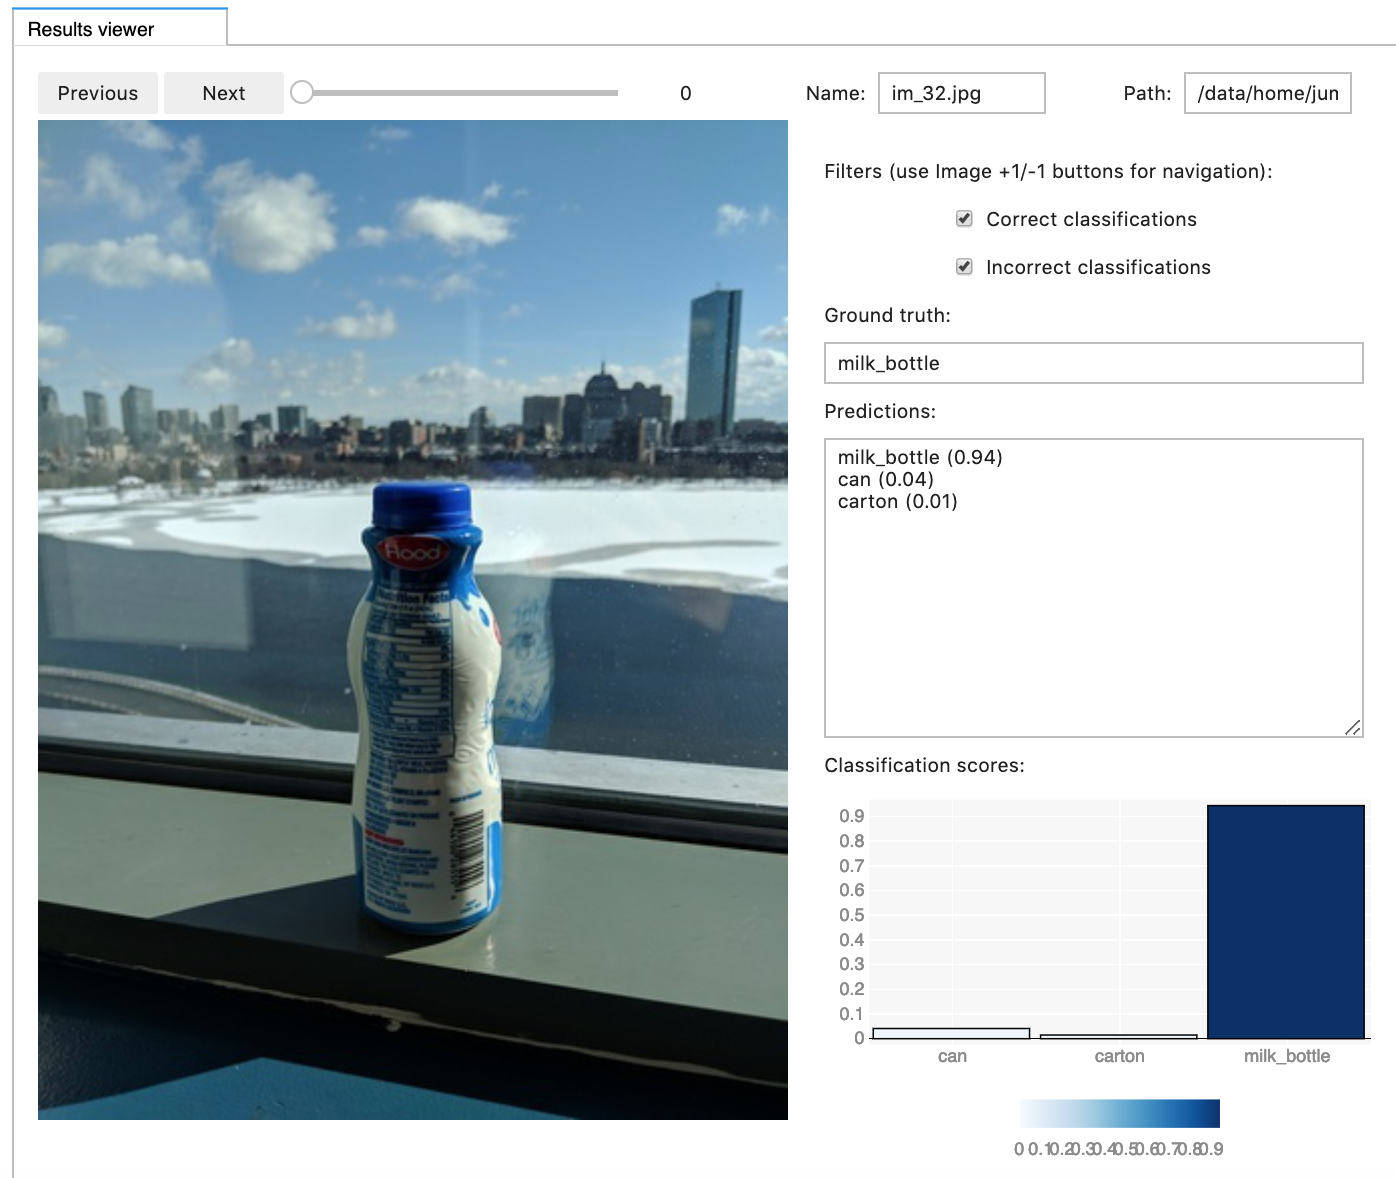 Results viewer
Previous Next 0 Name: im_32.jpg Path: /data/home/jun
Filters (use Image +1/-1 buttons for navigation):
Correct classifications
Incorrect classifications
Ground truth:
milk_bottle
Predictions:
milk_bottle (0.94)
can (0.04)
carton (0.01)
Hood
Nutrition Facts
Classification scores:
0.9
0.8
0.7
0.6
0.5
0.4
0.3
0.2
0.1
0
can carton milk_bottle
0 0.1 0.2 0.3 0.4 0.5 0.6 0.7 0.8 0.9